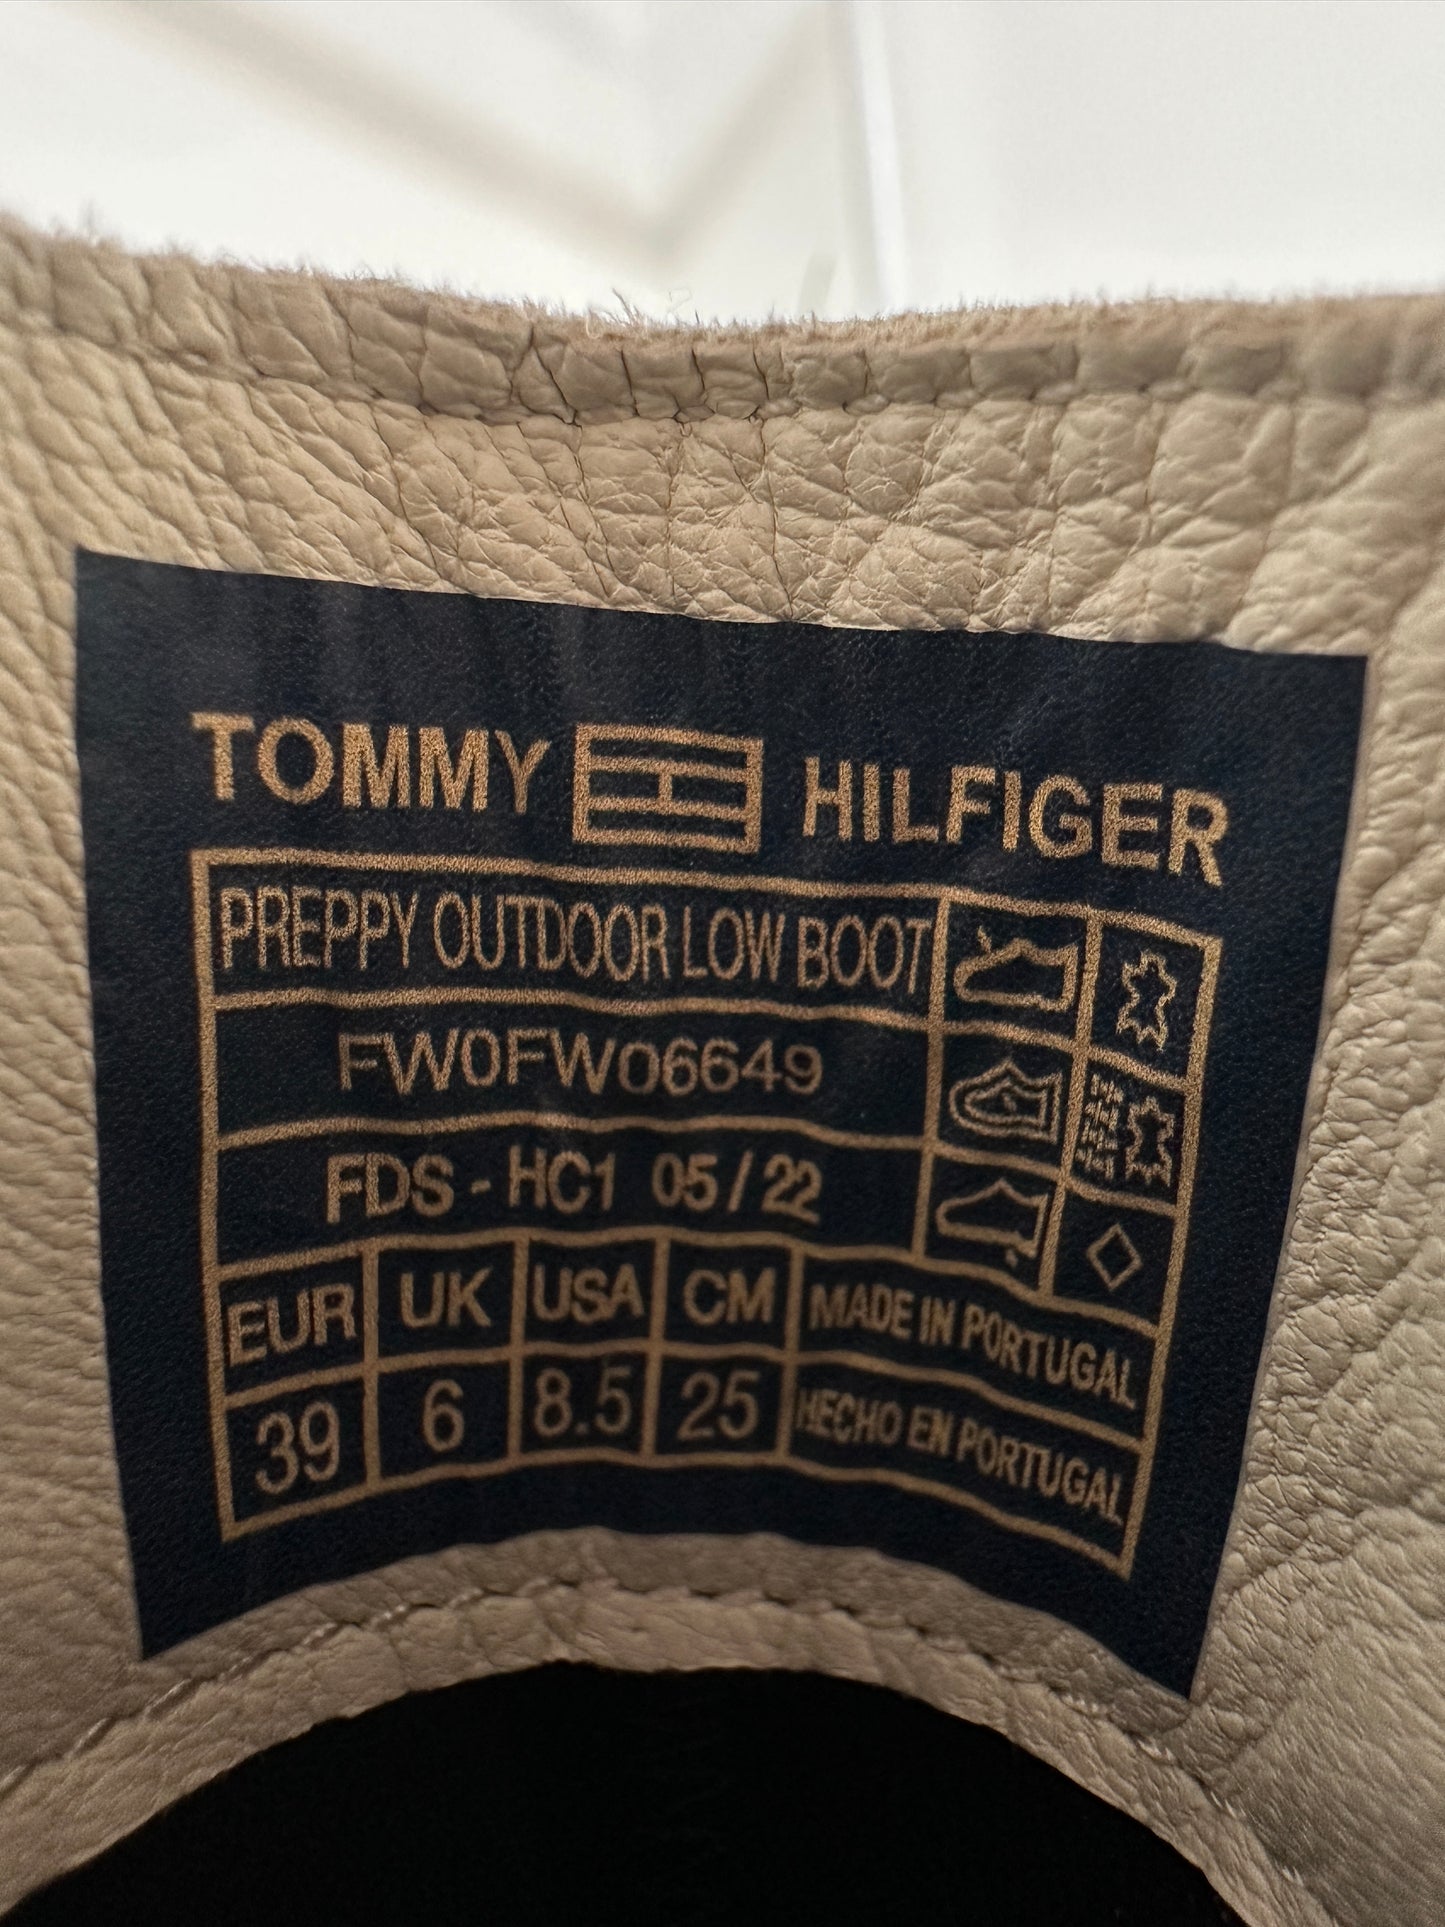 TOMMY HILFIGER
PREPPY OUTDOOR LOW BOOT
FW0FW06649
FDS - HC1 05 / 22
EUR UK USA CM MADE IN PORTUGAL
39 6 8.5 25 HECHO EN PORTUGAL